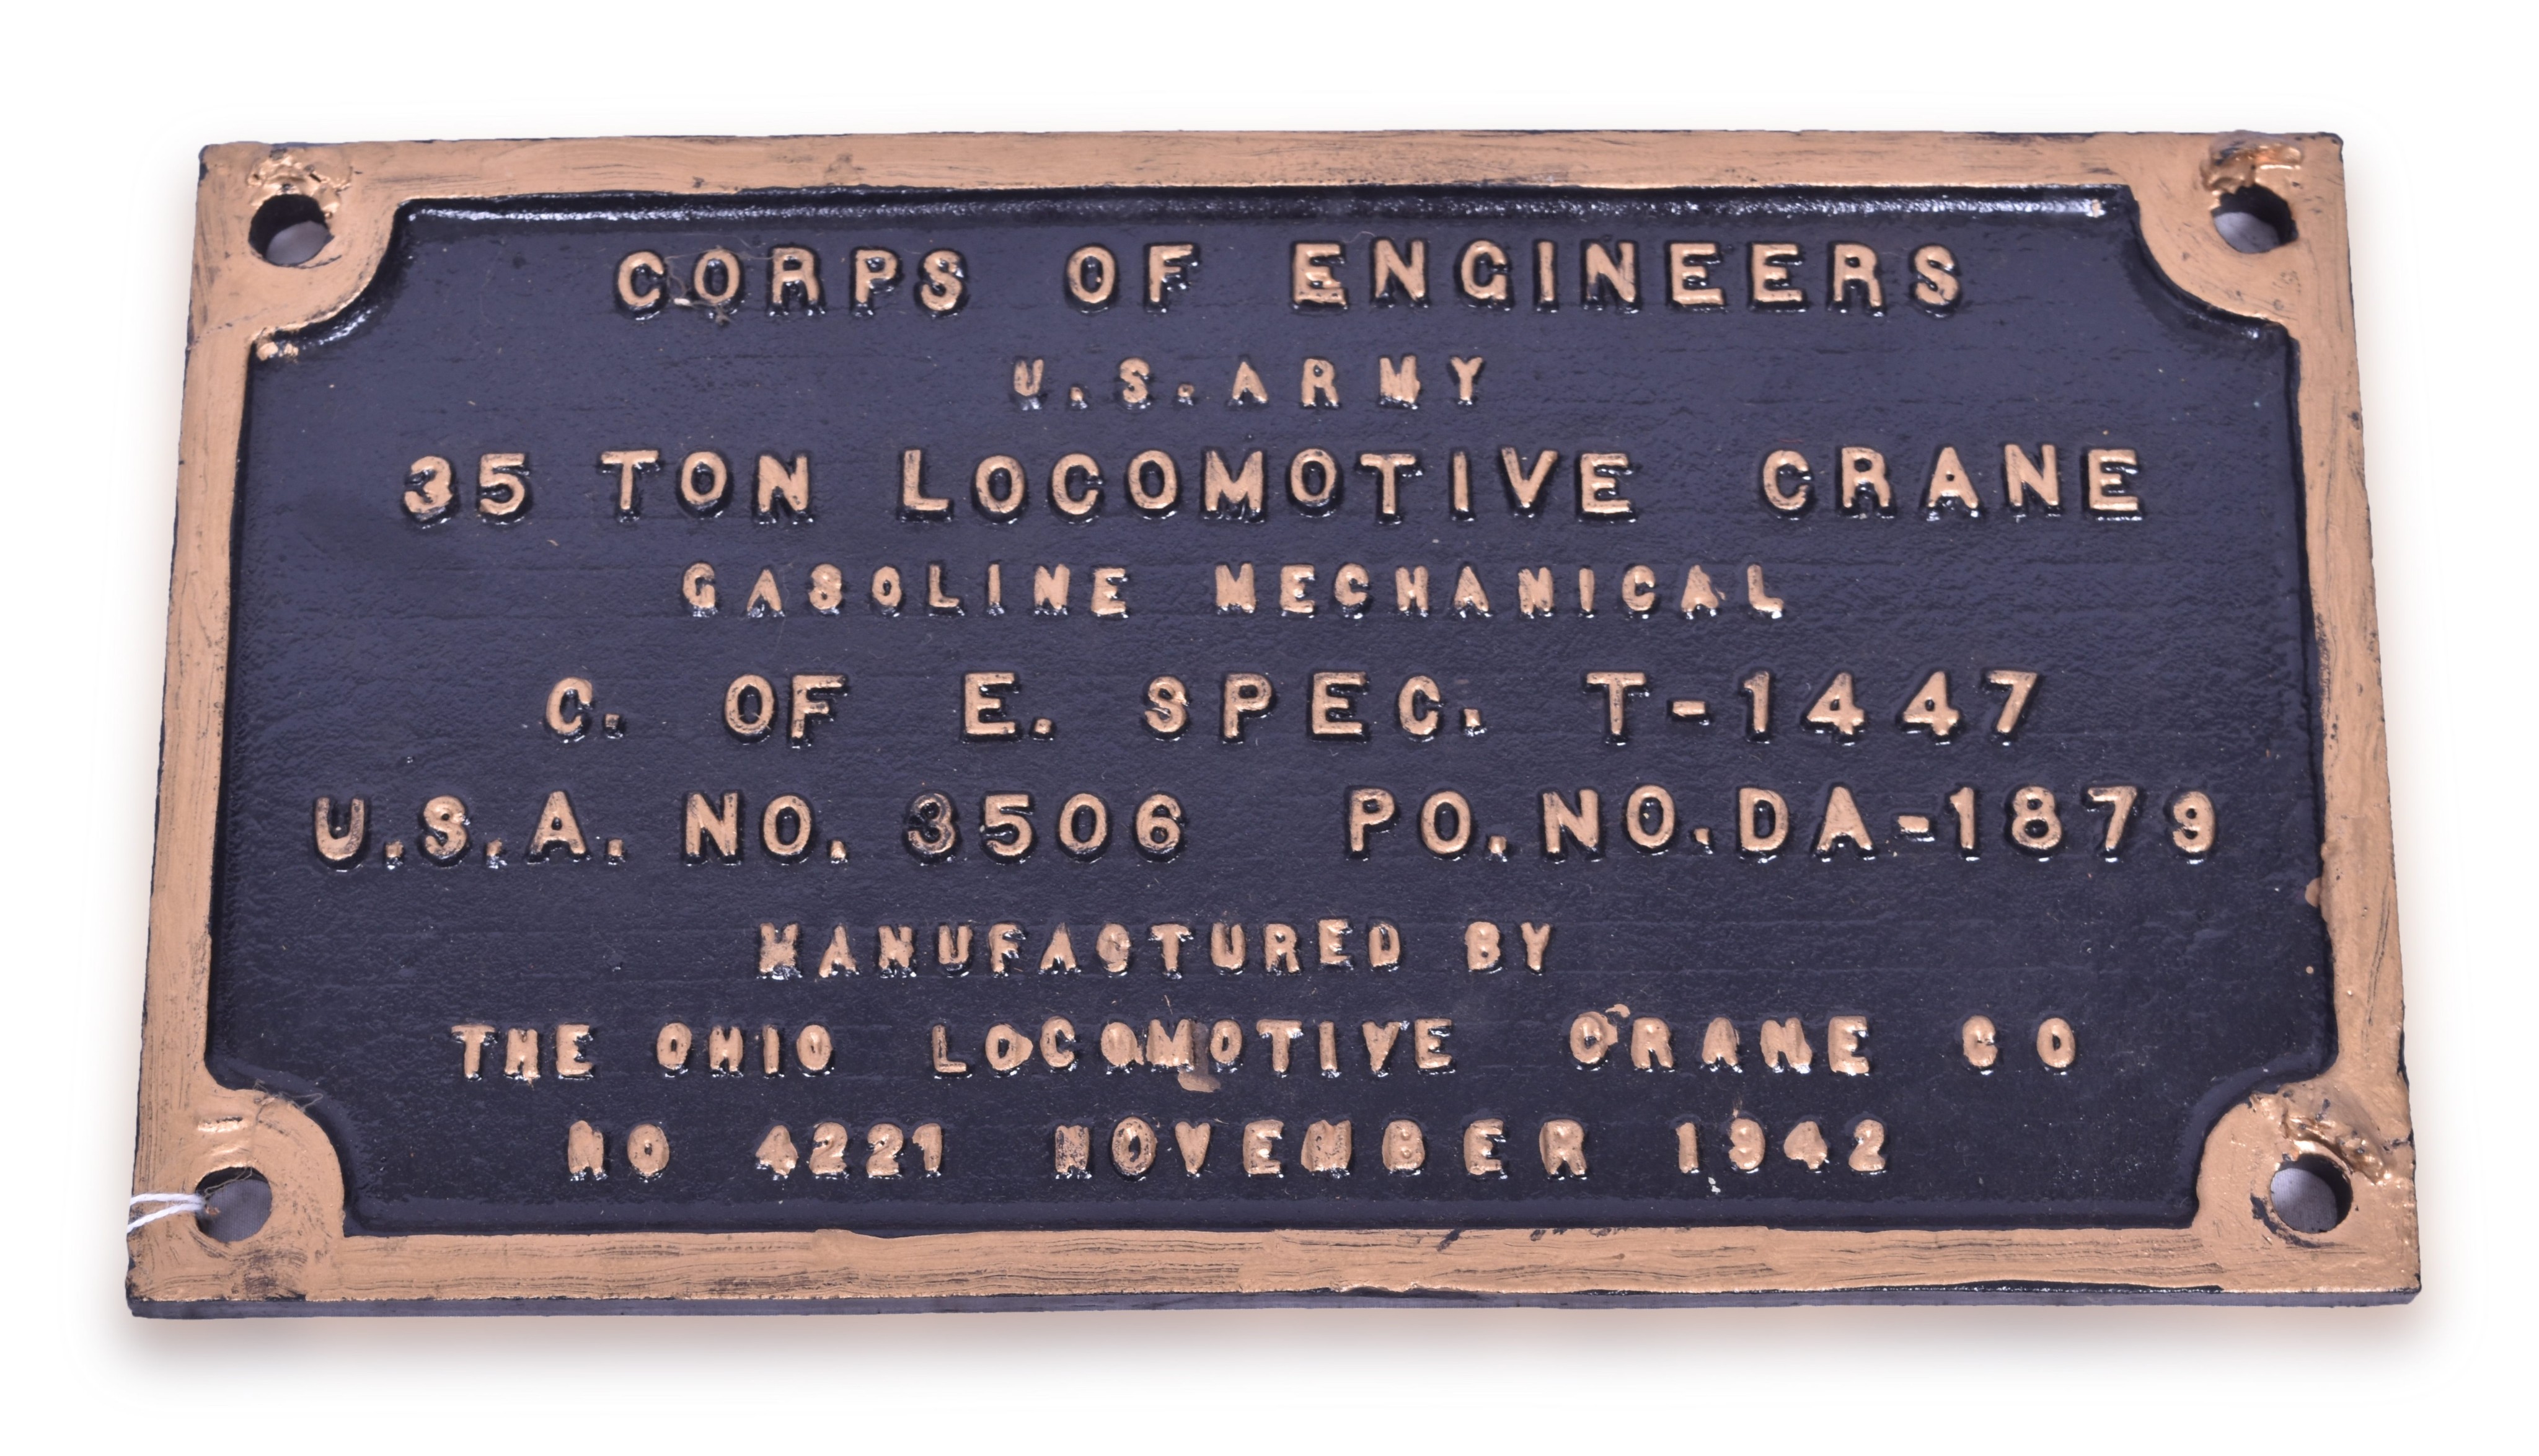 CORPS OF ENGINEERS
U.S.ARMY
35 TON LOCOMOTIVE CRANE
GASOLINE MECHANICAL
C. OF E. SPEC. T-1447
U.S.A. NO. 3506 PO.NO.DA-1879
MANUFACTURED BY
THE OHIO LOCOMOTIVE CRANE CO
NO 4221 NOVEMBER 1942